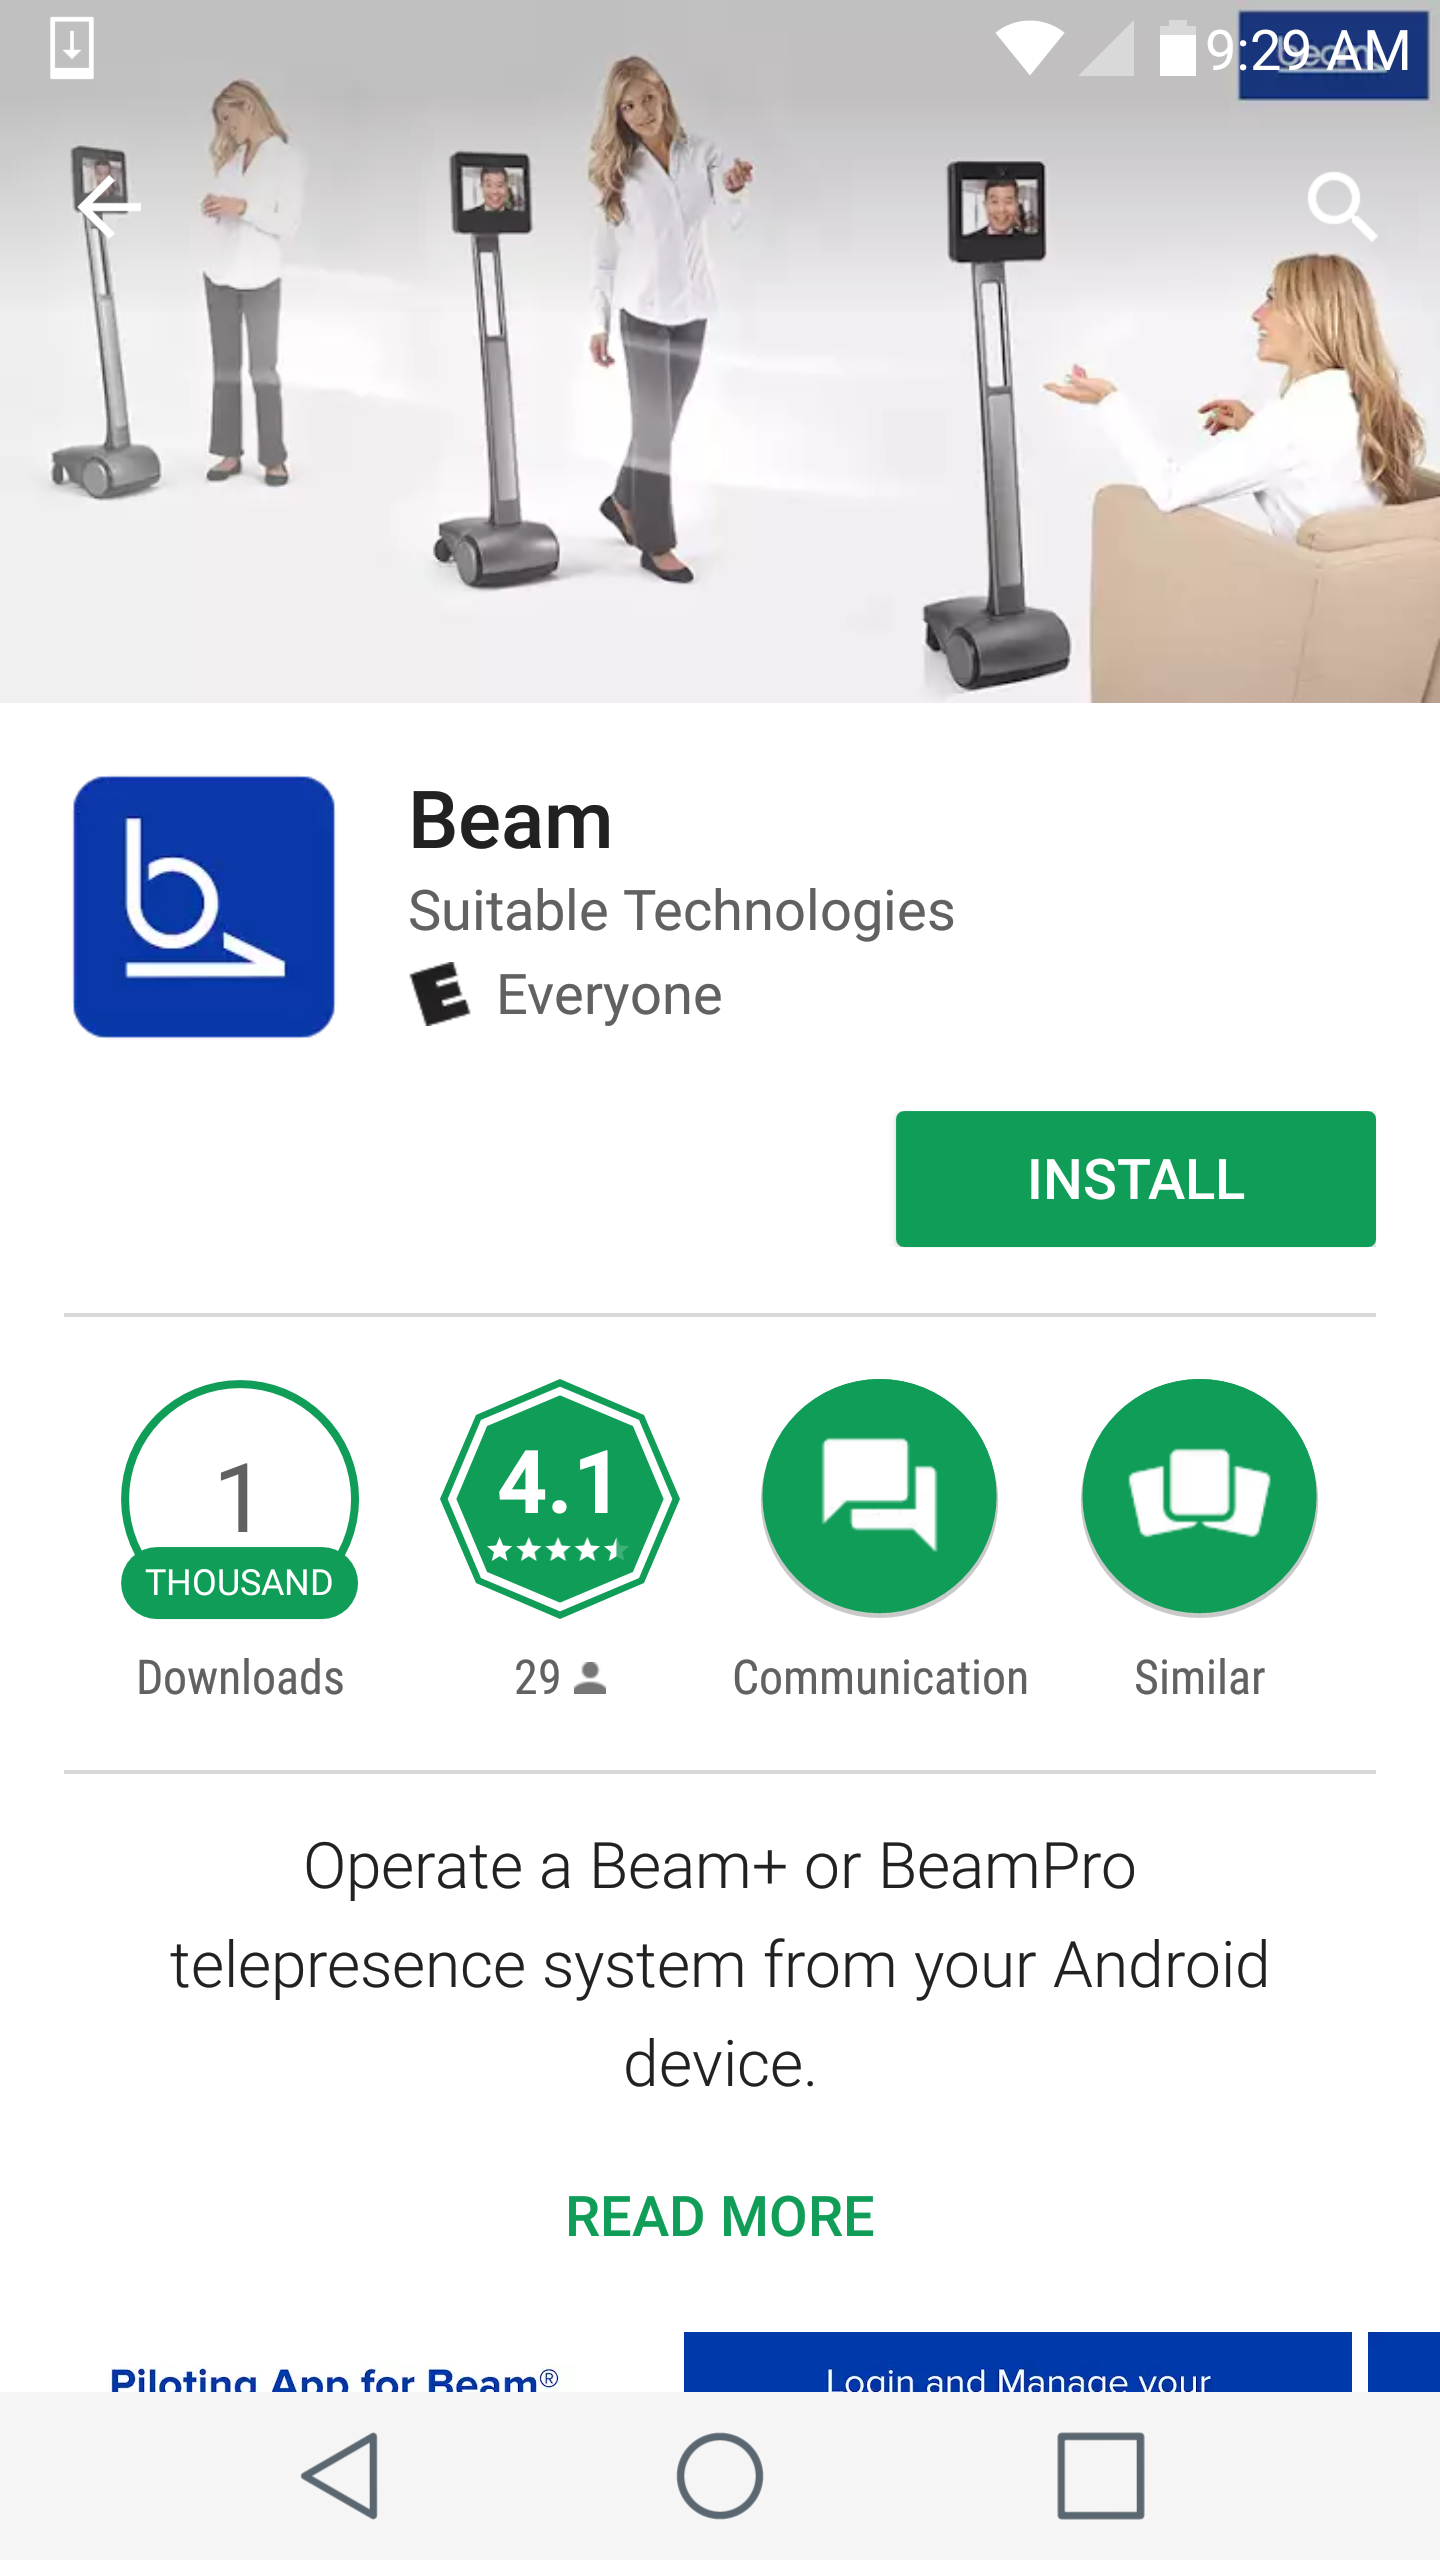 9:29 AM
beam
Beam
Suitable Technologies
E Everyone
INSTALL
1
THOUSAND
Downloads
4.1
29
Communication
Similar
Operate a Beam+ or BeamPro
telepresence system from your Android
device.
READ MORE
Piloting App for Beam®
Login and Manage your